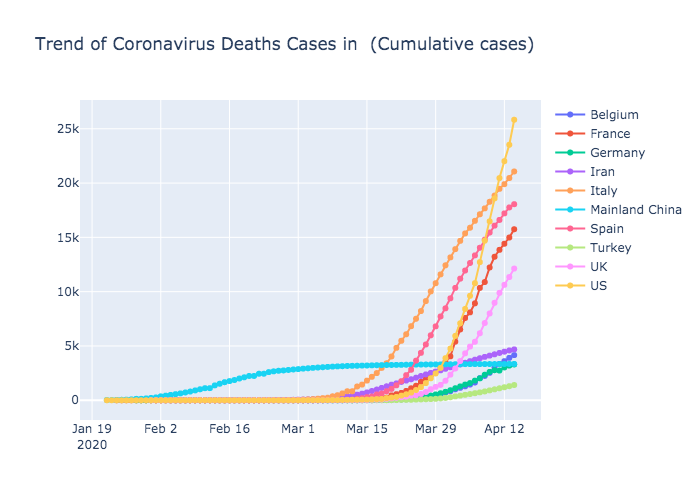 Trend of Coronavirus Deaths Cases in  (Cumulative cases)
25k
20k
15k
10k
5k
0
Jan 19
2020
Feb 2
Feb 16
Mar 1
Mar 15
Mar 29
Apr 12
Belgium
France
Germany
Iran
Italy
Mainland China
Spain
Turkey
UK
US